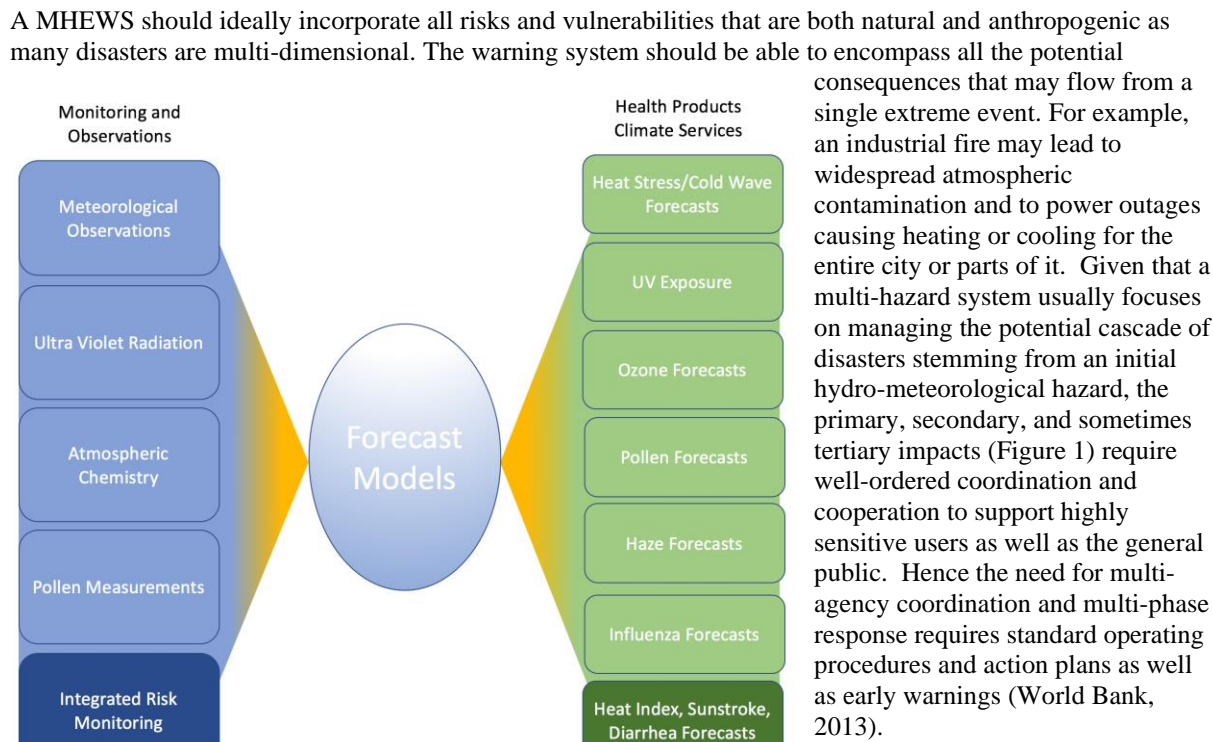 A MHEWS should ideally incorporate all risks and vulnerabilities that are both natural and anthropogenic as
many disasters are multi-dimensional. The warning system should be able to encompass all the potential
consequences that may flow from a
single extreme event. For example,
an industrial fire may lead to
widespread atmospheric
contamination and to power outages
causing heating or cooling for the
entire city or parts of it.  Given that a
multi-hazard system usually focuses
on managing the potential cascade of
disasters stemming from an initial
hydro-meteorological hazard, the
primary, secondary, and sometimes
tertiary impacts (Figure 1) require
well-ordered coordination and
cooperation to support highly
sensitive users as well as the general
public.  Hence the need for multi-
agency coordination and multi-phase
response requires standard operating
procedures and action plans as well
as early warnings (World Bank,
2013).
Monitoring and
Observations
Meteorological
Observations
Ultra Violet Radiation
Atmospheric
Chemistry
Pollen Measurements
Integrated Risk
Monitoring
Forecast
Models
Health Products
Climate Services
Heat Stress/Cold Wave
Forecasts
UV Exposure
Ozone Forecasts
Pollen Forecasts
Haze Forecasts
Influenza Forecasts
Heat Index, Sunstroke,
Diarrhea Forecasts